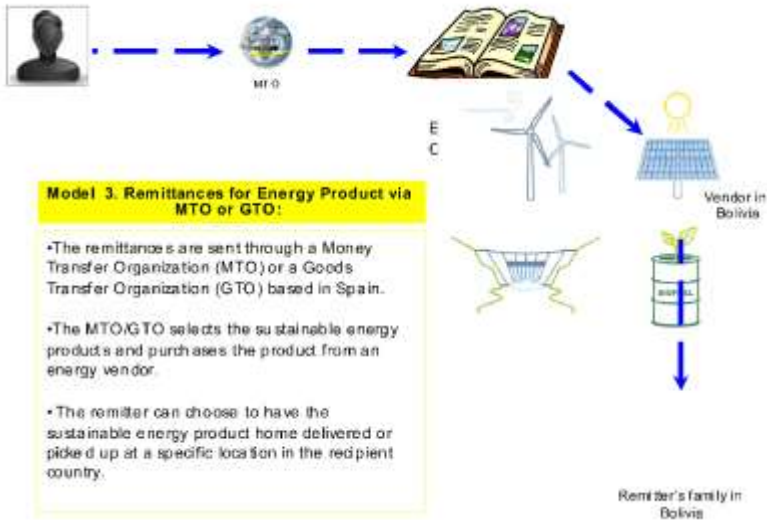 MTO
E
C
Vendor in
Bolivia
Model 3. Remittances for Energy Product via
MTO or GTO:
•The remittances are sent through a Money
Transfer Organization (MTO) or a Goods
Transfer Organization (GTO) based in Spain.
•The MTO/GTO selects the sustainable energy
products and purchases the product from an
energy vendor.
• The remitter can choose to have the
sustainable energy product home delivered or
picked up at a specific location in the recipient
country.
Remitter's family in
Bolivia